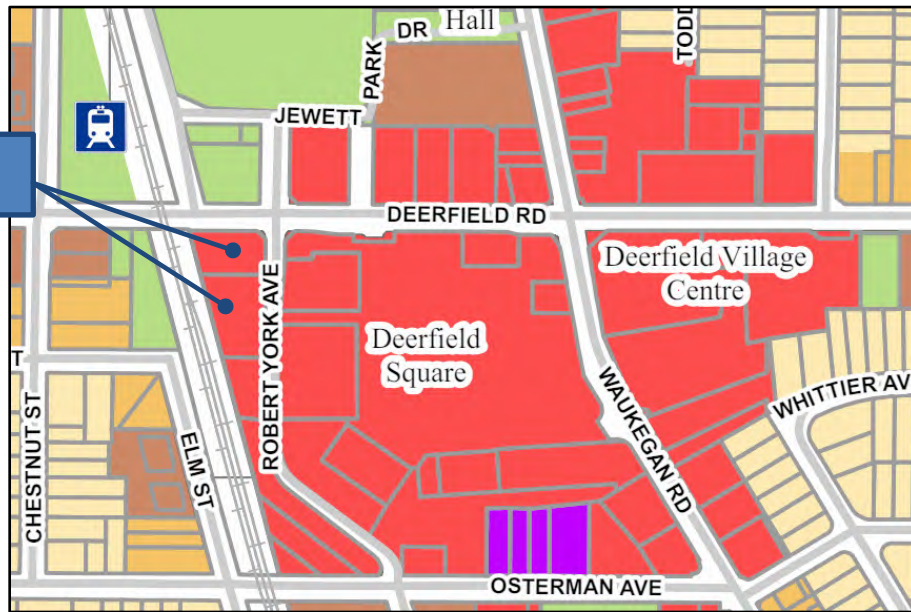 Hall
PARK DR
TODD
JEWETT
DEERFIELD RD
Deerfield Village
Centre
ROBERT YORK AVE
Deerfield
Square
T
WAUKEGAN RD
WHITTIER AV
CHESTNUT ST
ELM ST
OSTERMAN AVE